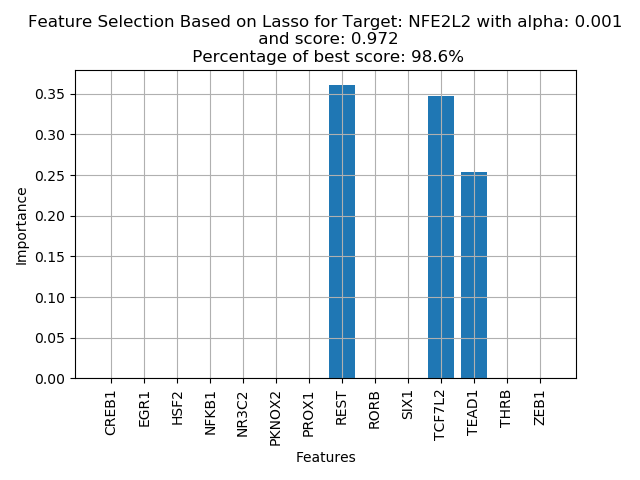 Feature Selection Based on Lasso for Target: NFE2L2 with alpha: 0.001
and score: 0.972
Percentage of best score: 98.6%
0.35
0.30
0.25
0.20
0.15
0.10
0.05
0.00
Importance
CREB1
EGR1
HSF2
NFKB1
NR3C2
PKNOX2
PROX1
REST
RORB
SIX1
TCF7L2
TEAD1
THRB
ZEB1
Features